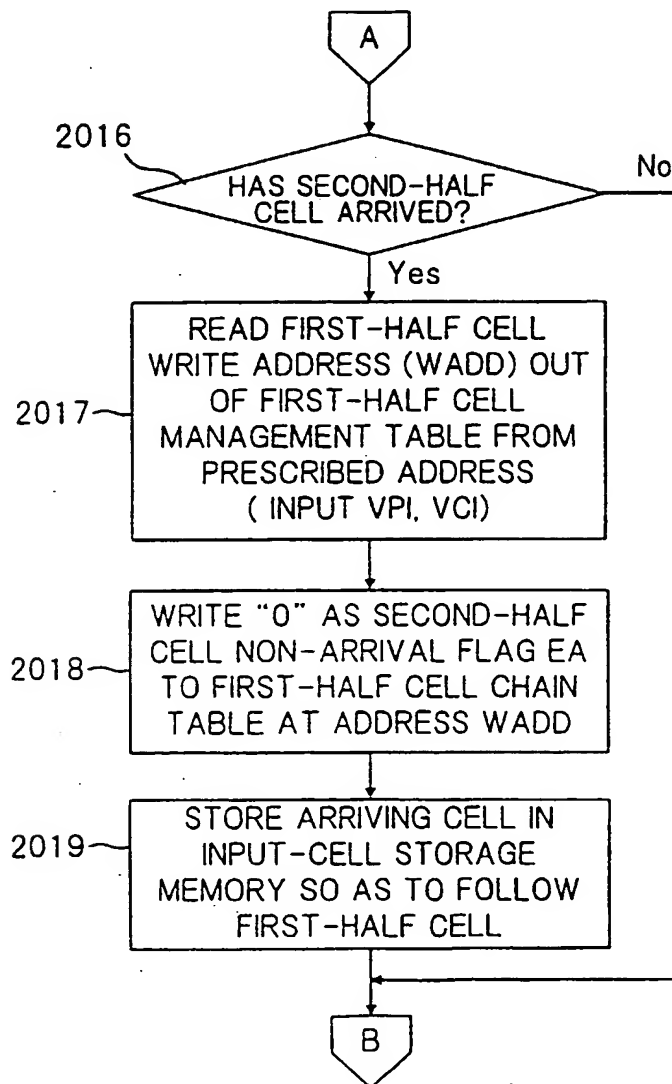 A
2016
HAS SECOND-HALF
CELL ARRIVED?
No
Yes
2017
READ FIRST-HALF CELL
WRITE ADDRESS (WADD) OUT
OF FIRST-HALF CELL
MANAGEMENT TABLE FROM
PRESCRIBED ADDRESS
( INPUT VPI, VCI)
2018
WRITE "0" AS SECOND-HALF
CELL NON-ARRIVAL FLAG EA
TO FIRST-HALF CELL CHAIN
TABLE AT ADDRESS WADD
2019
STORE ARRIVING CELL IN
INPUT-CELL STORAGE
MEMORY SO AS TO FOLLOW
FIRST-HALF CELL
B